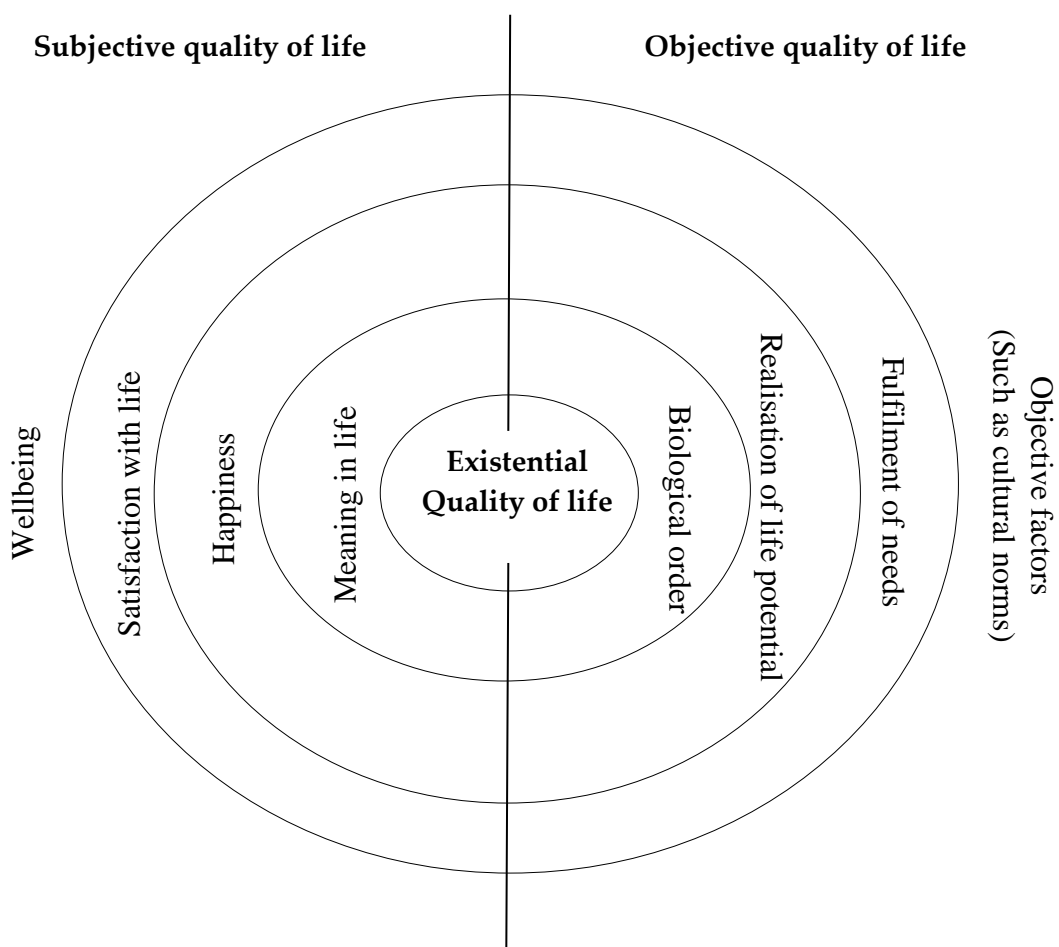 Subjective quality of life
Objective quality of life
Wellbeing
Satisfaction with life
Happiness
Meaning in life
Existential
Quality of life
Biological order
Realisation of life potential
Fulfilment of needs
Objective factors
(Such as cultural norms)